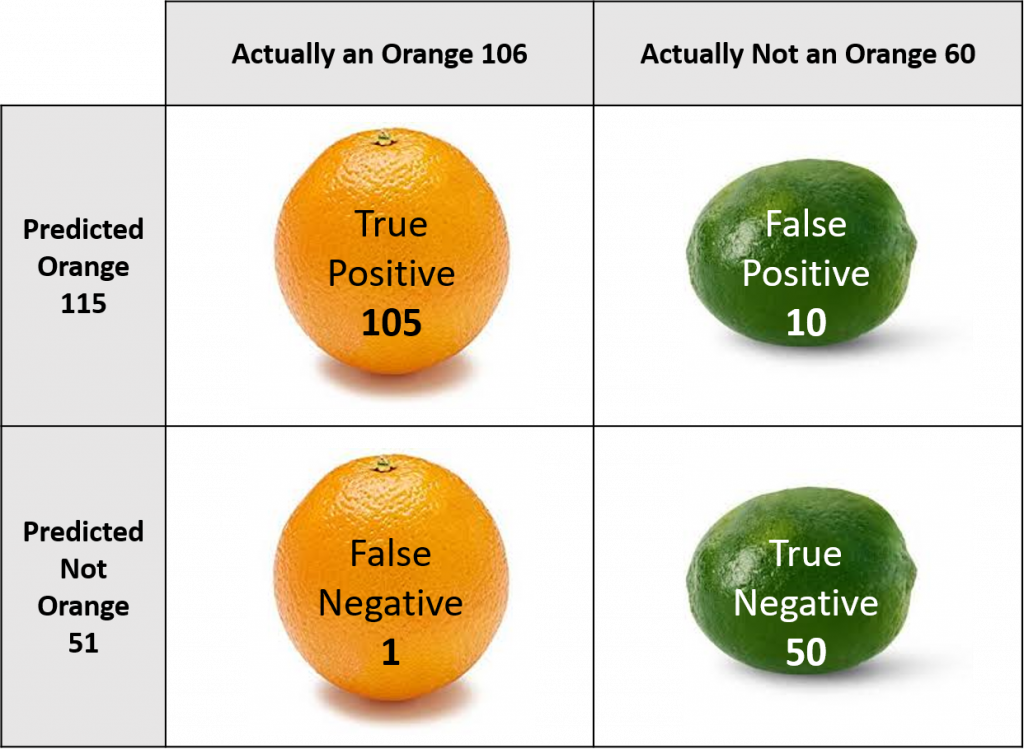 Actually an Orange 106
Actually Not an Orange 60
Predicted
Orange
115
True
Positive
105
False
Positive
10
Predicted
Not
Orange
51
False
Negative
1
True
Negative
50